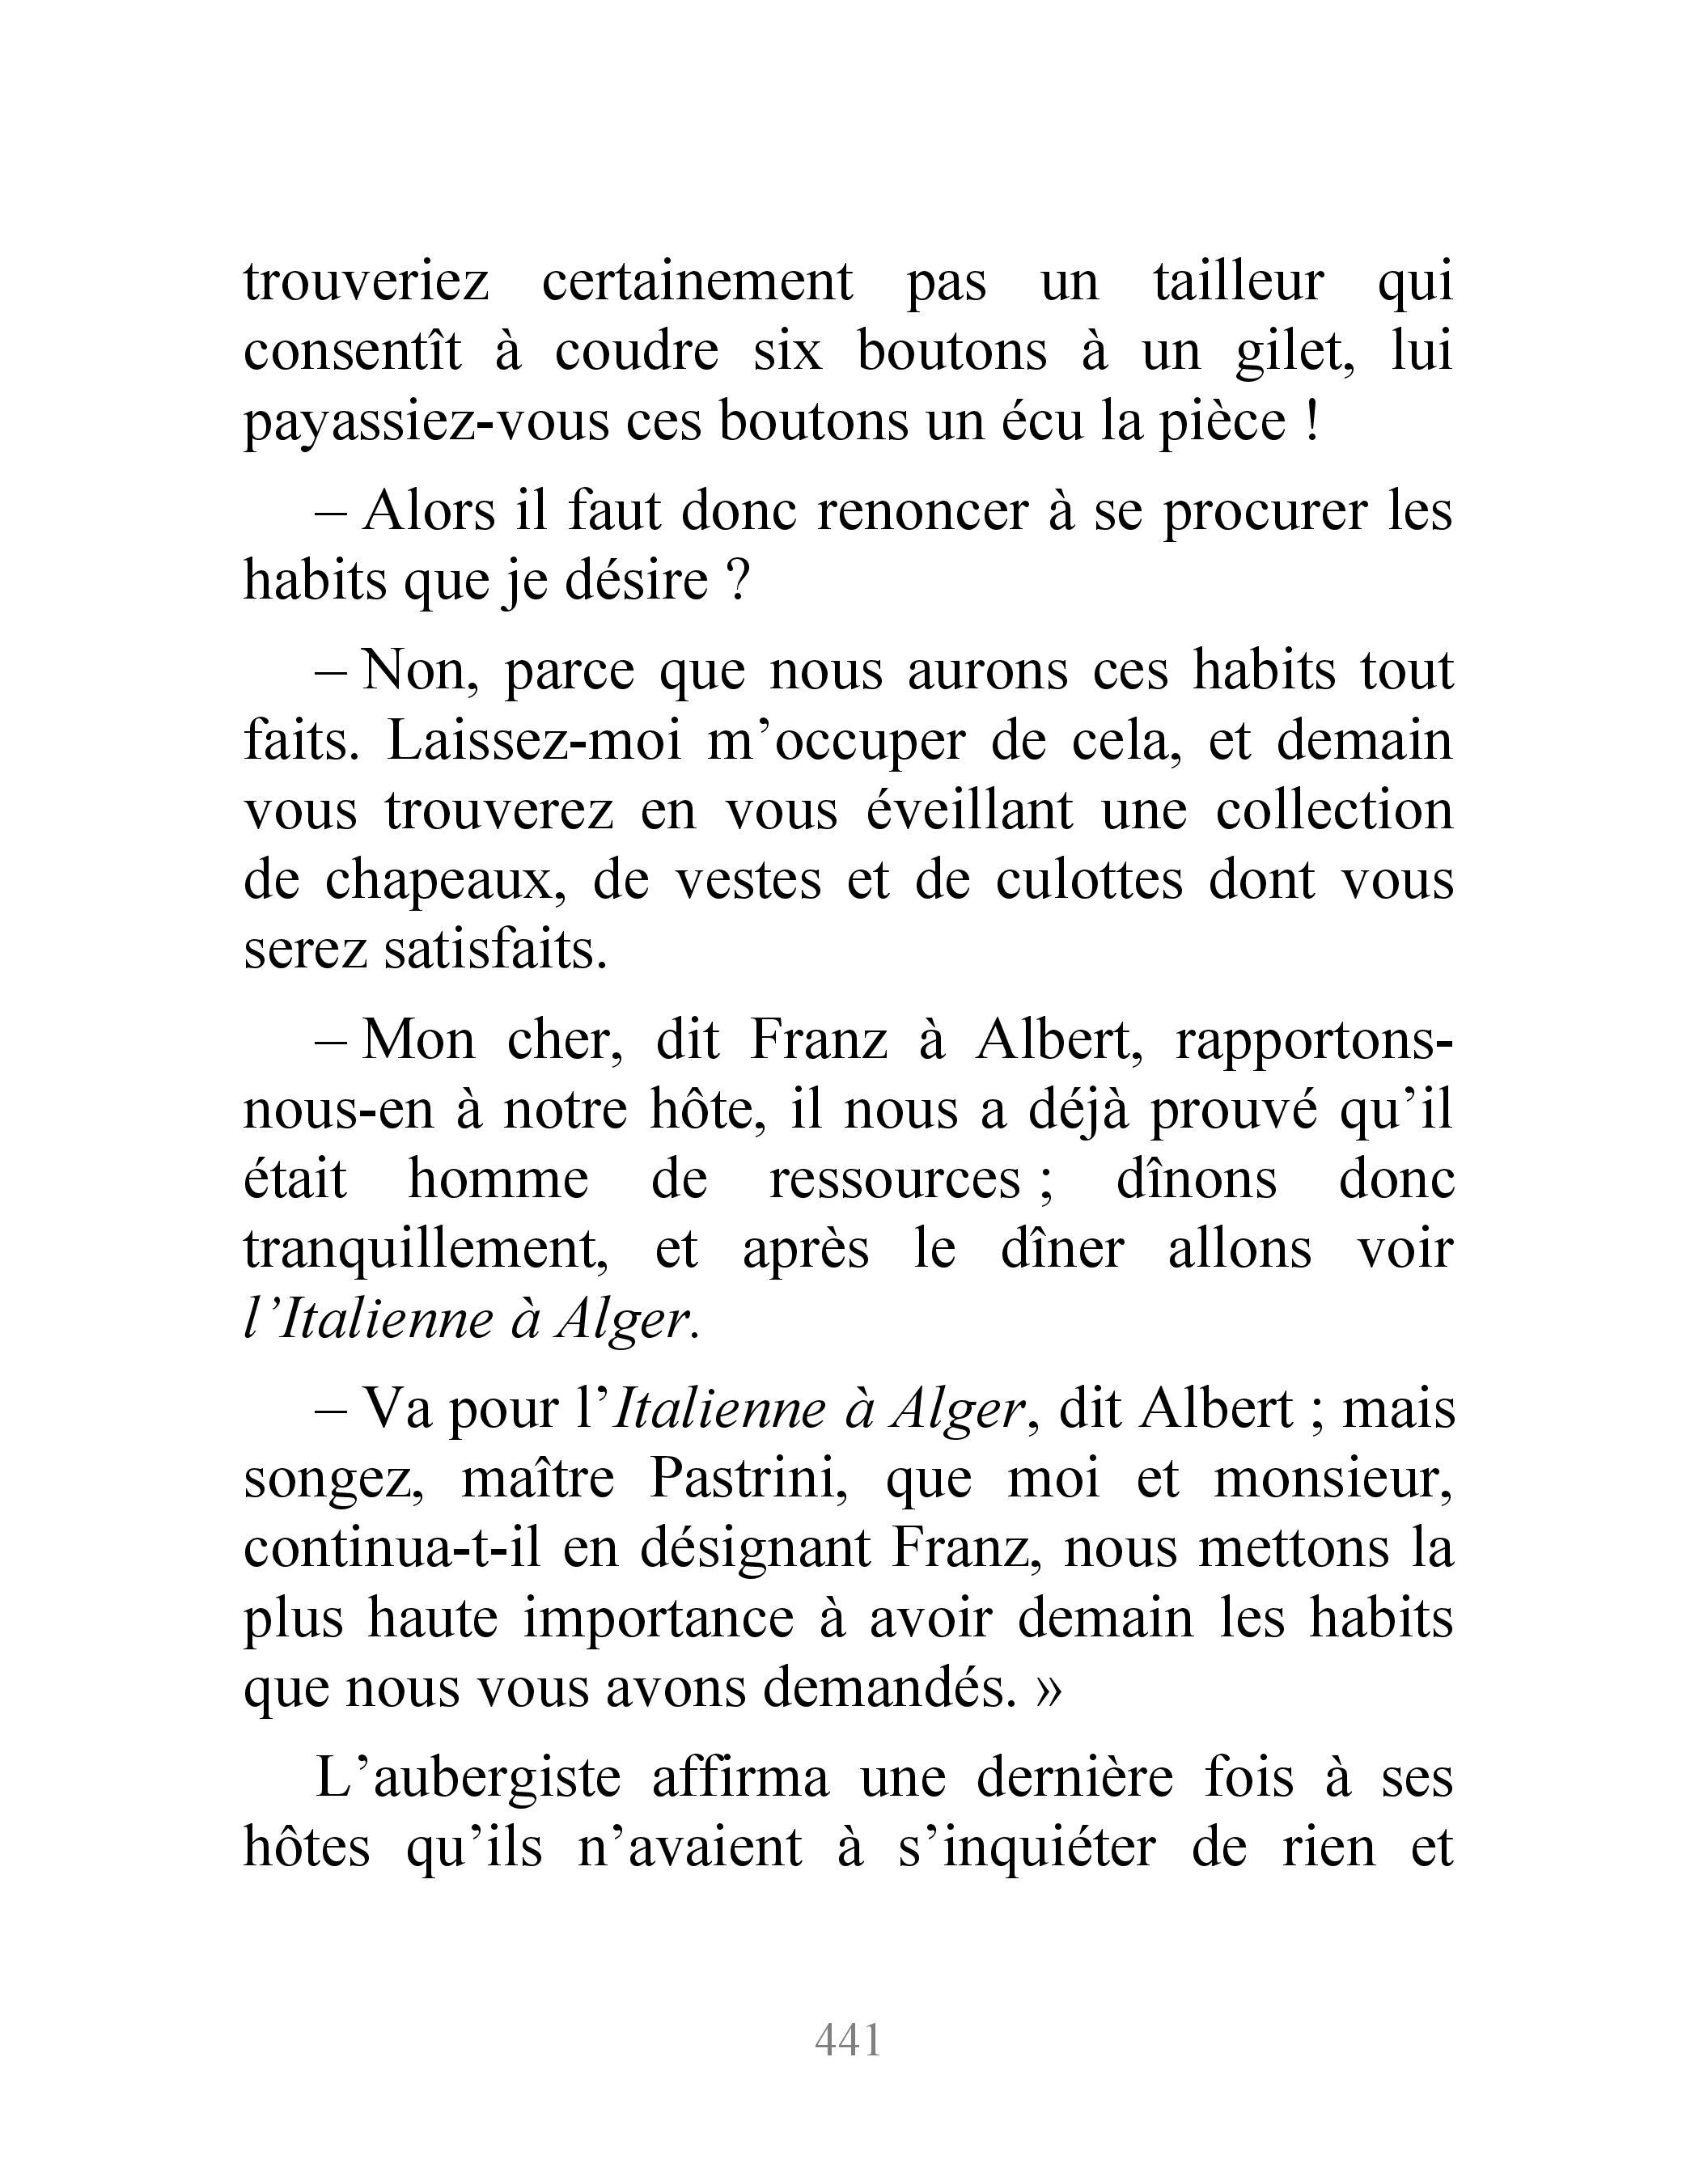 trouveriez certainement pas un tailleur qui
consentît à coudre six boutons à un gilet, lui
payassiez-vous ces boutons un écu la pièce !
– Alors il faut donc renoncer à se procurer les
habits que je désire ?
– Non, parce que nous aurons ces habits tout
faits. Laissez-moi m’occuper de cela, et demain
vous trouverez en vous éveillant une collection
de chapeaux, de vestes et de culottes dont vous
serez satisfaits.
– Mon cher, dit Franz à Albert, rapportons-
nous-en à notre hôte, il nous a déjà prouvé qu’il
était homme de ressources ; dînons donc
tranquillement, et après le dîner allons voir
l’Italienne à Alger.
– Va pour l’Italienne à Alger, dit Albert ; mais
songez, maître Pastrini, que moi et monsieur,
continua-t-il en désignant Franz, nous mettons la
plus haute importance à avoir demain les habits
que nous vous avons demandés. »
L’aubergiste affirma une dernière fois à ses
hôtes qu’ils n’avaient à s’inquiéter de rien et
441